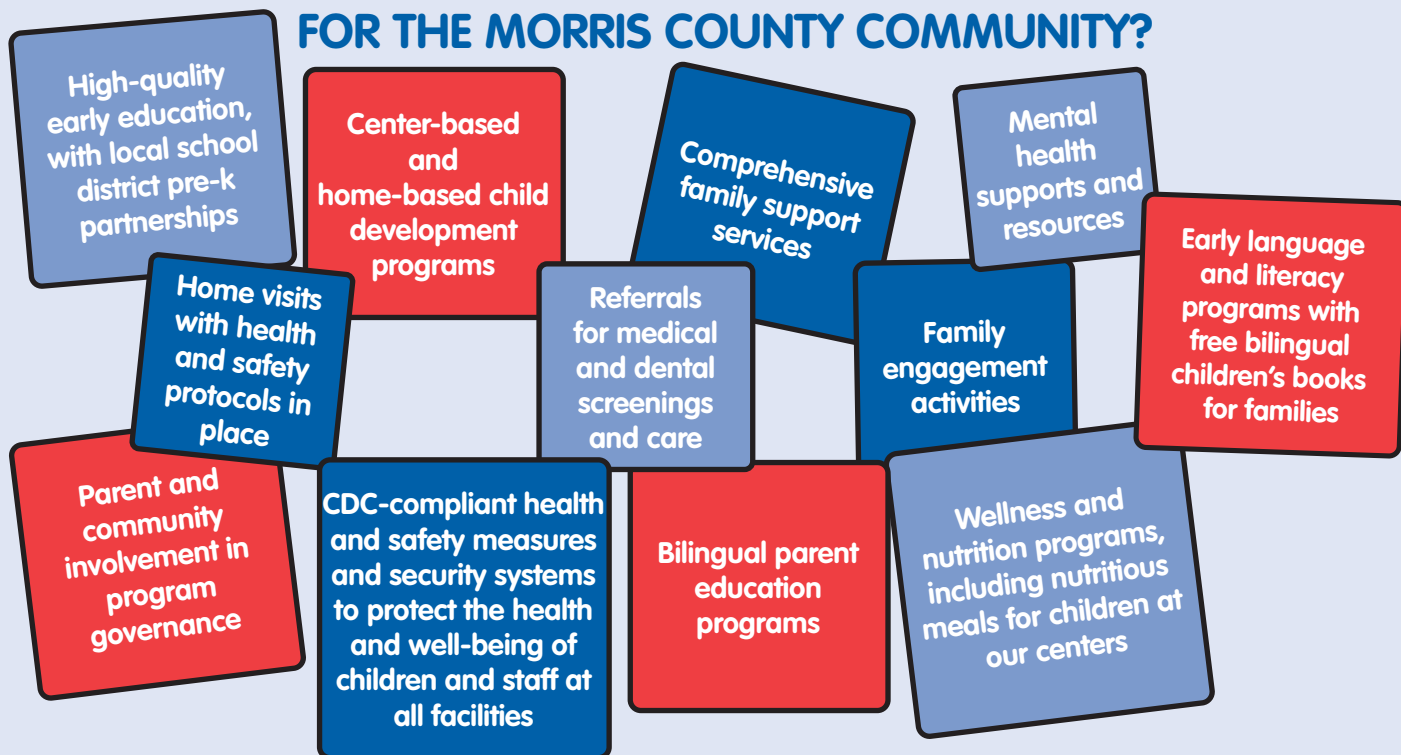 FOR THE MORRIS COUNTY COMMUNITY?
High-quality
early education,
with local school
district pre-k
partnerships
Center-based
and
home-based child
development
programs
Comprehensive
family support
services
Mental
health
supports and
resources
Early language
and literacy
programs with
free bilingual
children's books
for families
Home visits
with health
and safety
protocols in
place
Referrals
for medical
and dental
screenings
and care
Family
engagement
activities
Parent and
community
involvement in
program
governance
CDC-compliant health
and safety measures
and security systems
to protect the health
and well-being of
children and staff at
all facilities
Bilingual parent
education
programs
Wellness and
nutrition programs,
including nutritious
meals for children at
our centers